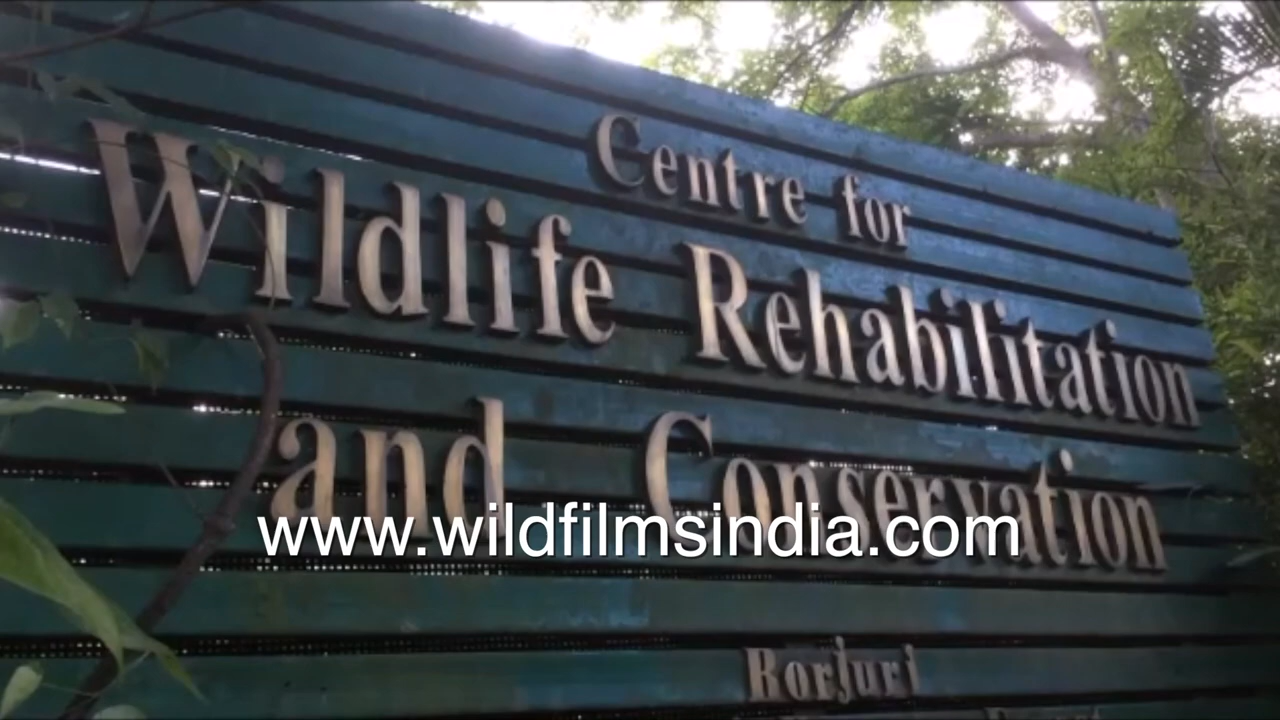 Centre for
Wildlife Rehabilitation
and Conservation
www.wildfilmsindia.com
Borjuri